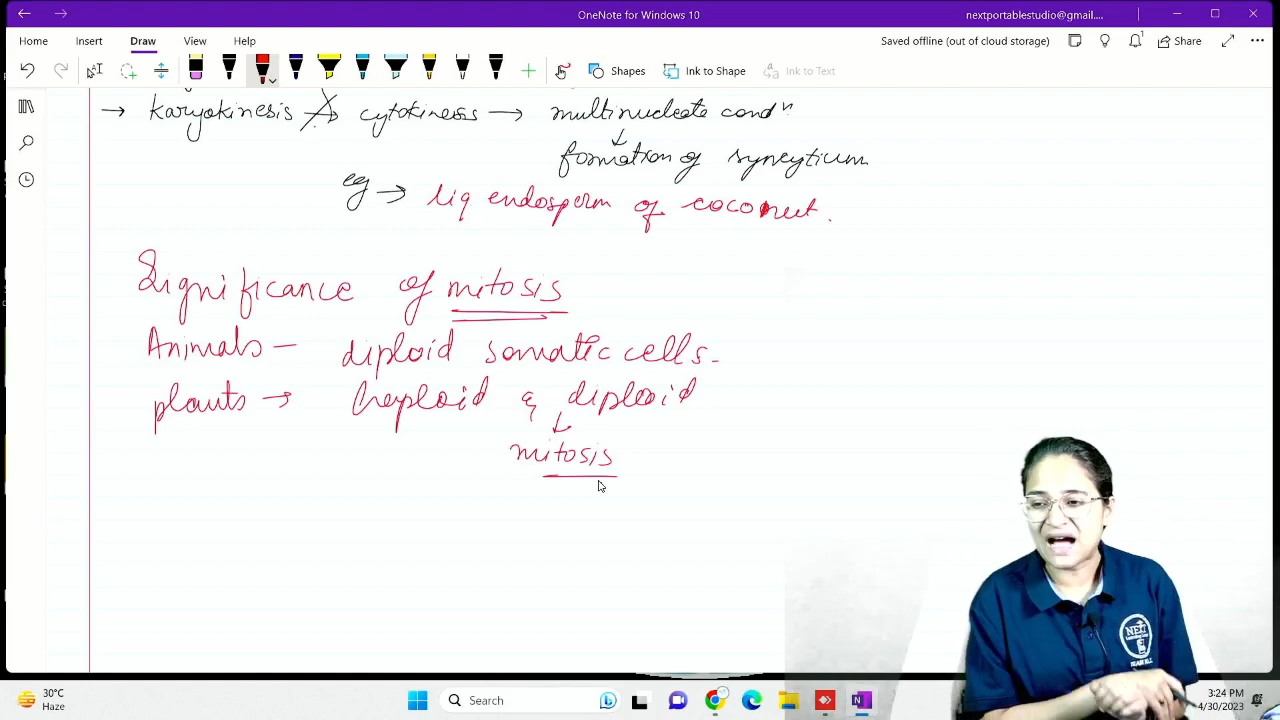 OneNote for Windows 10
nextportablestudio@gmail....
Home Insert Draw View Help
Saved offline (out of cloud storage)
Share
Shapes
Ink to Shape
Ink to Text
→ karyokinesis cytokinesis → multinucleate condⁿ
↓
formation of syncytium
eg → liq endosperm of coconut.
Significance of mitosis
Animals - diploid somatic cells.
plants → haploid & diploid
↓
mitosis
NEXT
30°C
Haze
Search
3:24 PM
4/30/2023